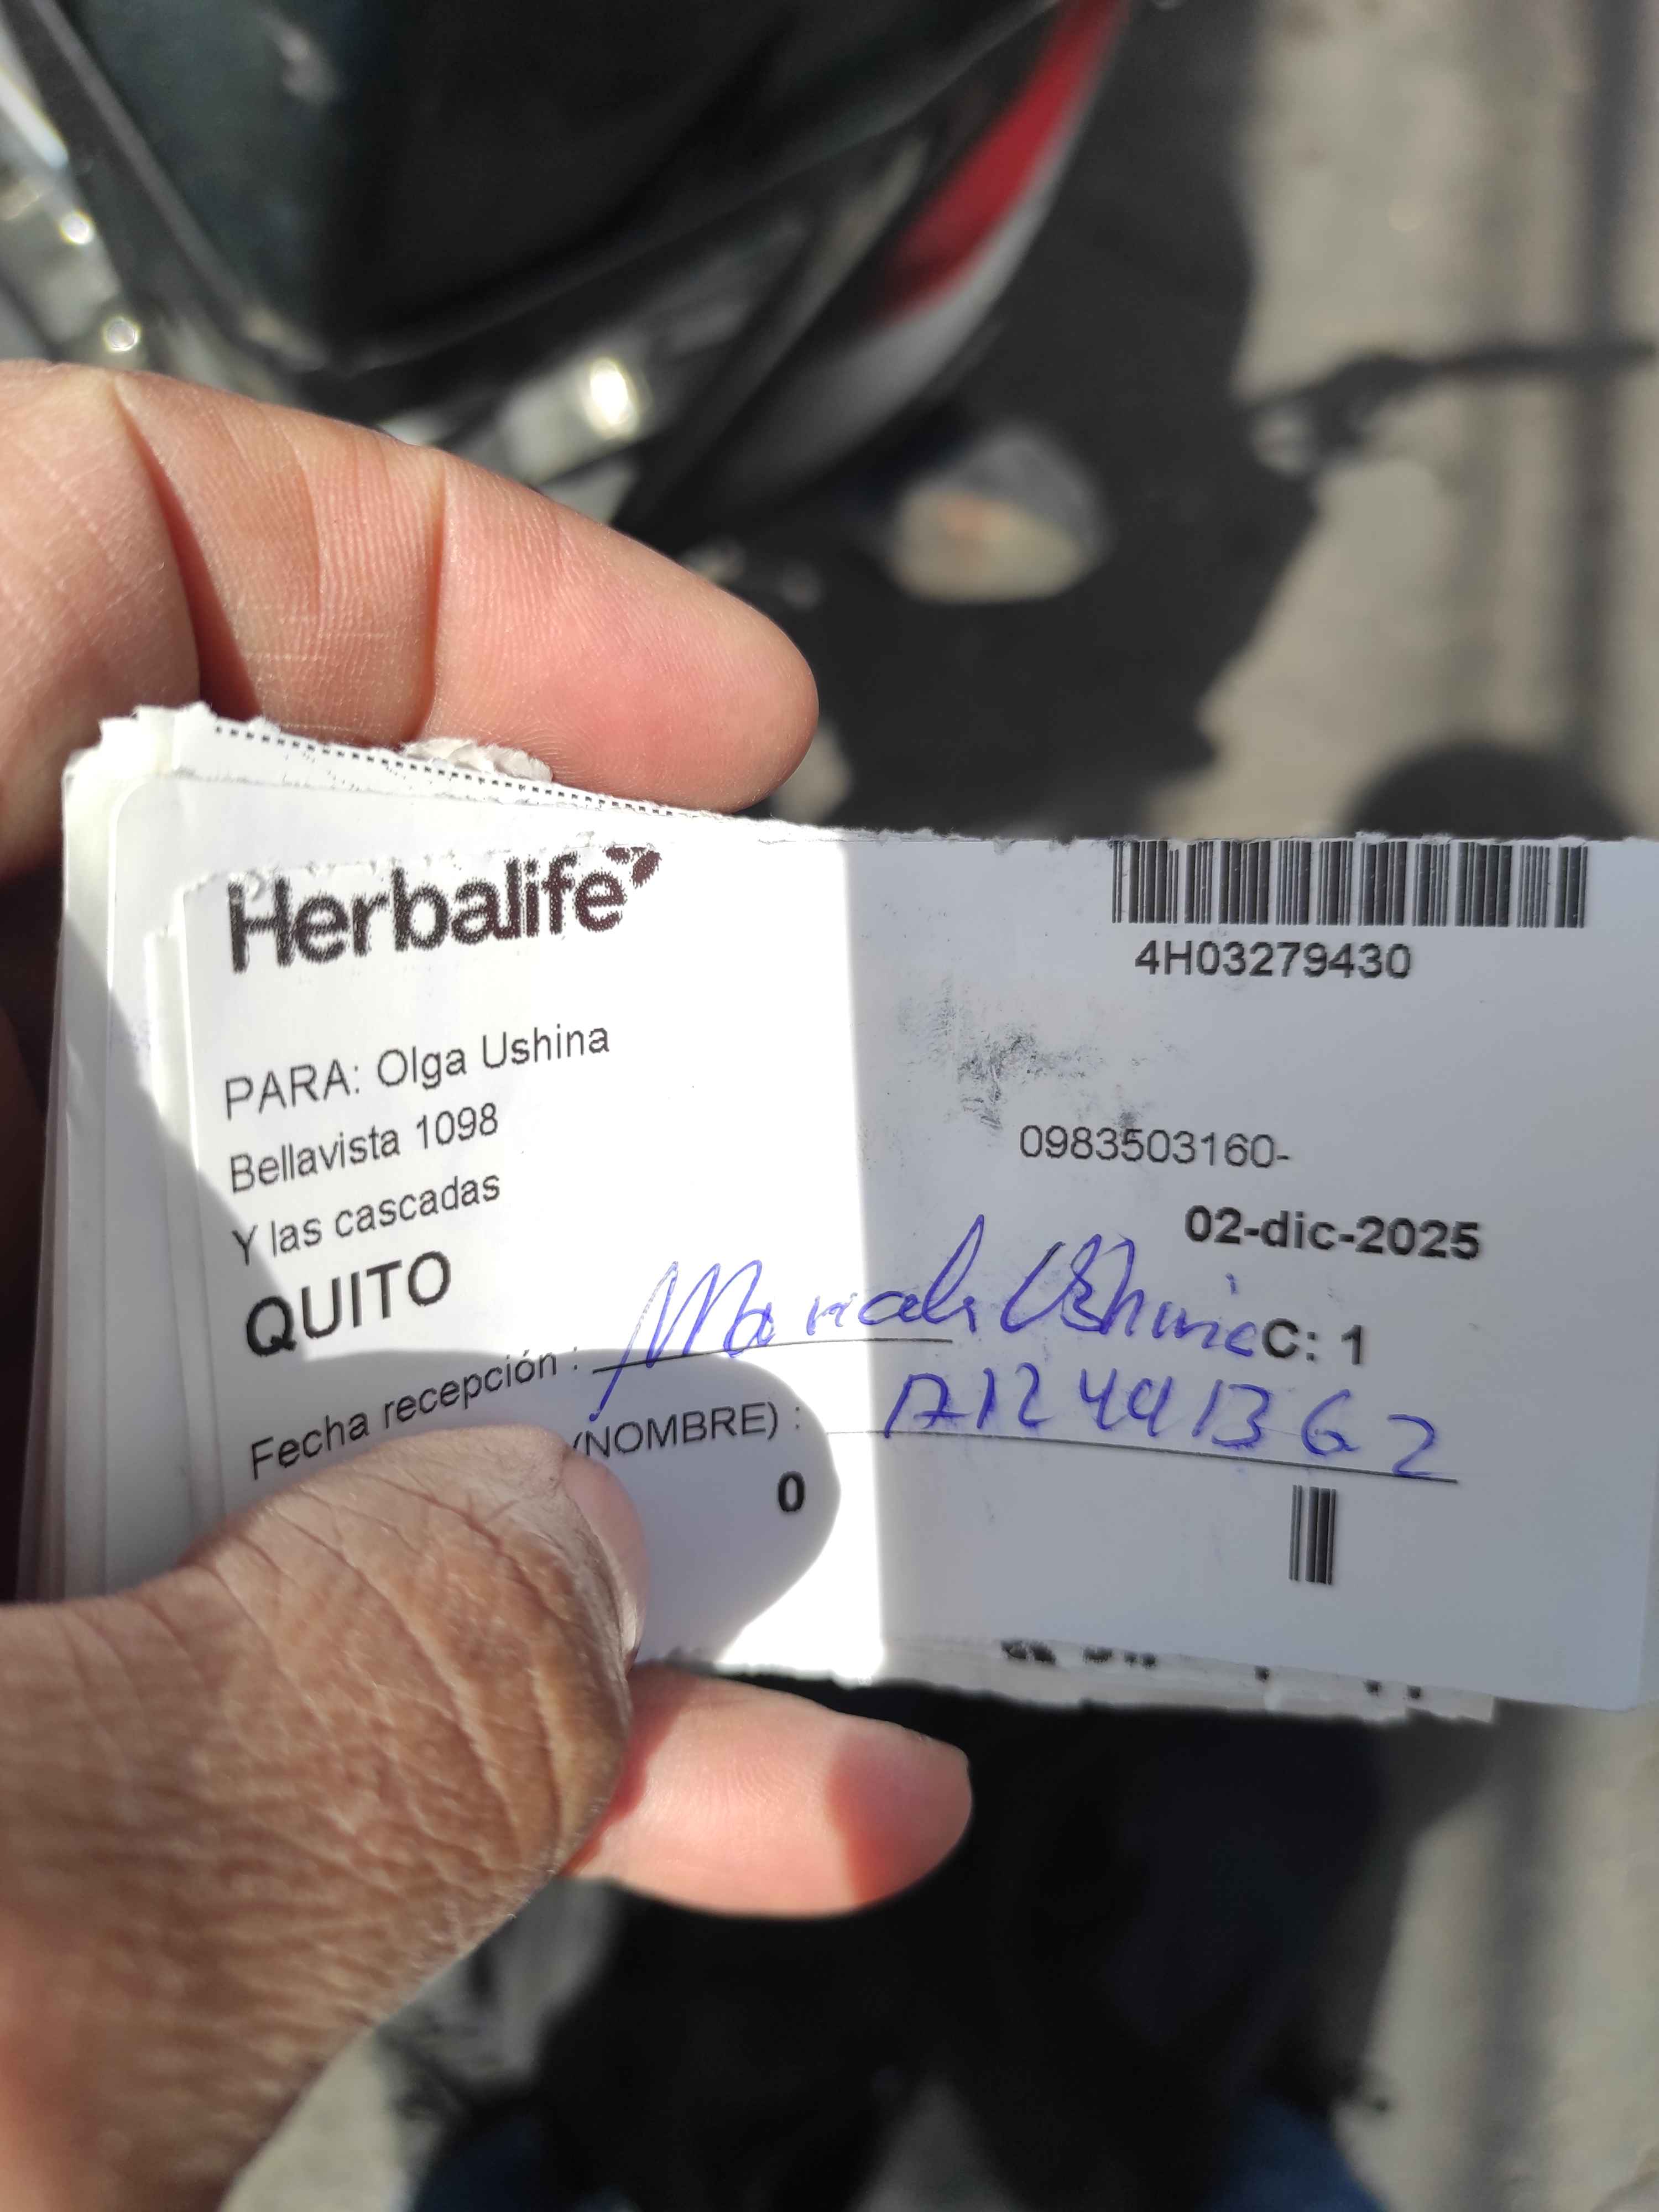 Herbalife
4H03279430
PARA: Olga Ushina
Bellavista 1098
0983503160-
Y las cascadas
02-dic-2025
QUITO
C: 1
Fecha recepción : Ushina
(NOMBRE) :
0